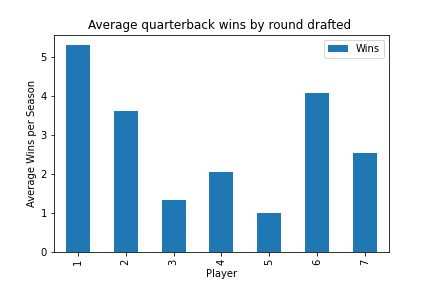 Average quarterback wins by round drafted
Wins
Average Wins per Season
5
4
3
2
1
0
1 2 3 4 5 6 7
Player